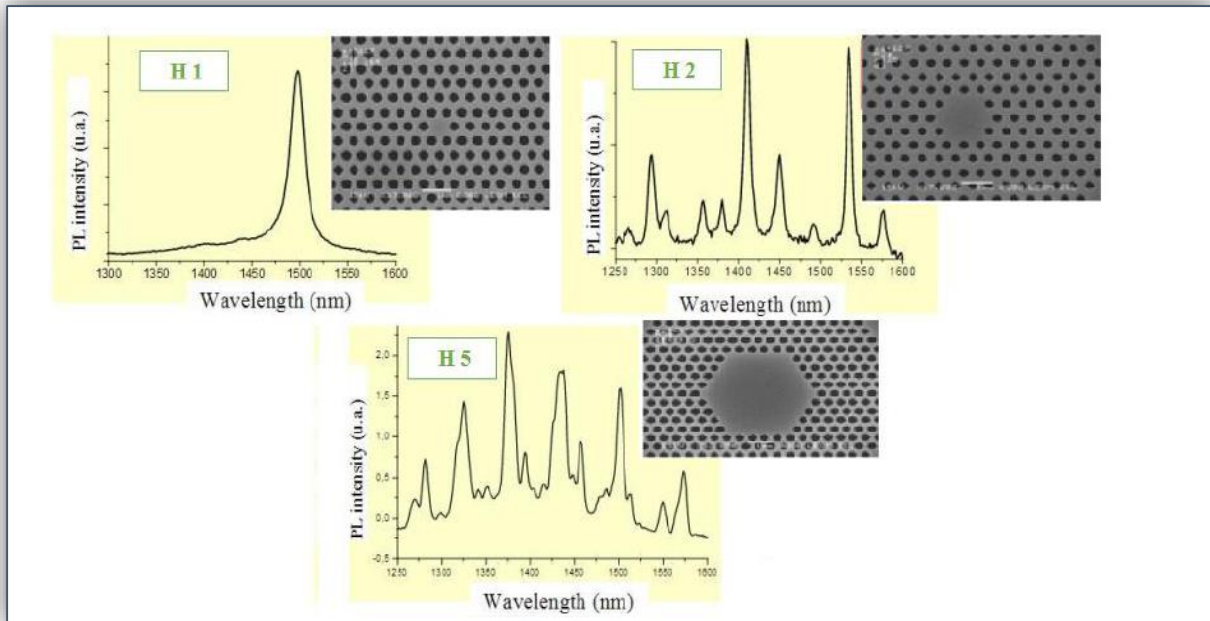 H 1
PL intensity (u.a.)
1300 1350 1400 1450 1500 1550 1600
Wavelength (nm)
H 2
PL intensity (u.a.)
1250 1300 1350 1400 1450 1500 1550 1600
Wavelength (nm)
H 5
PL intensity (u.a.)
2,0
1,5
1,0
0,5
0,0
-0,5
1250 1300 1350 1400 1450 1500 1550 1600
Wavelength (nm)